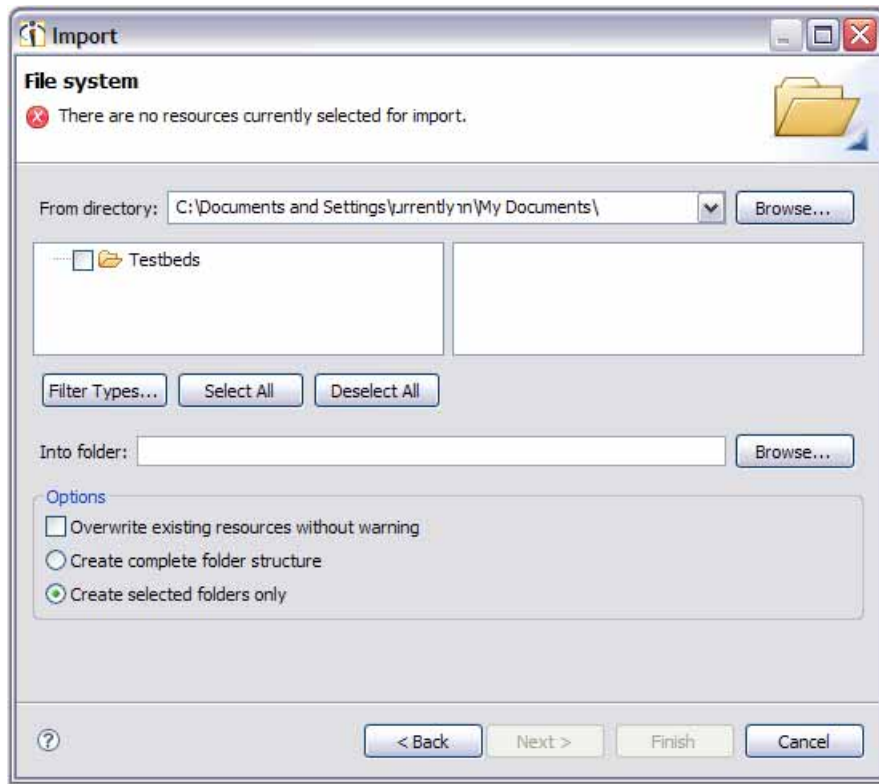 Import
File system
There are no resources currently selected for import.
From directory: C:\Documents and Settings\ \My Documents\ Browse...
Testbeds
Filter Types... Select All Deselect All
Into folder: Browse...
Options
Overwrite existing resources without warning
Create complete folder structure
Create selected folders only
? < Back Next > Finish Cancel